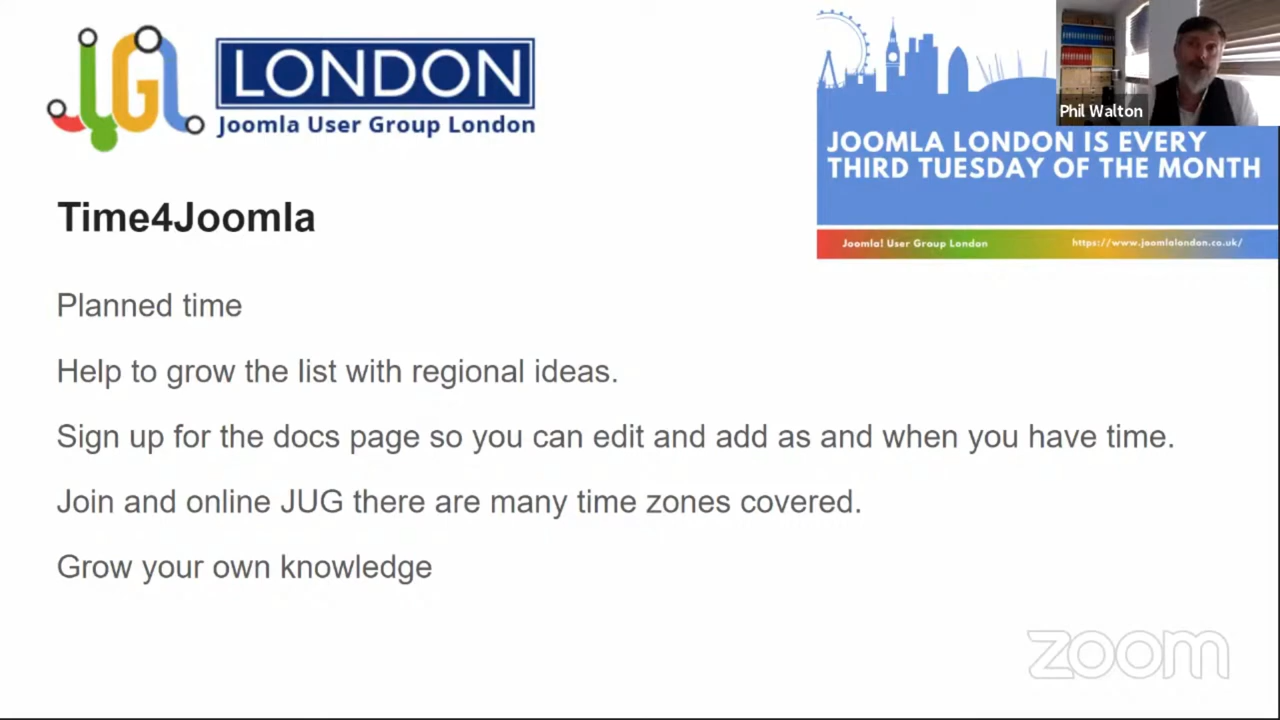 JGL
LONDON
Joomla User Group London
Phil Walton
JOOMLA LONDON IS EVERY
THIRD TUESDAY OF THE MONTH
Joomla! User Group London
https://www.joomlalondon.co.uk/
Time4Joomla
Planned time
Help to grow the list with regional ideas.
Sign up for the docs page so you can edit and add as and when you have time.
Join and online JUG there are many time zones covered.
Grow your own knowledge
zoom